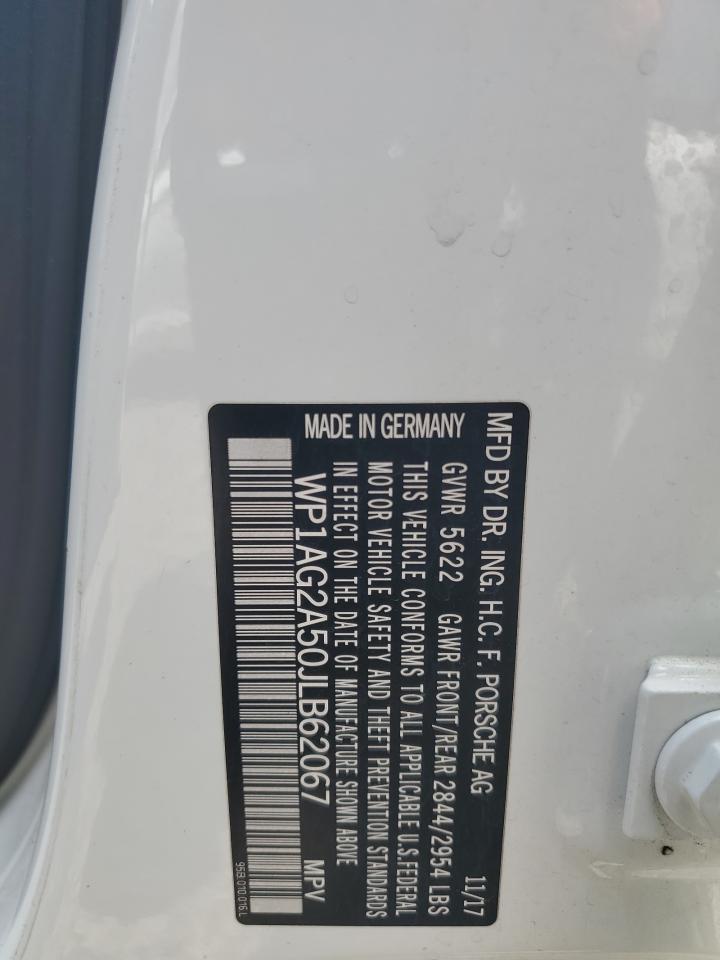 MFD BY DR. ING. H.C. F. PORSCHE AG 11/17
GVWR 5622 GAWR FRONT/REAR 2844/2954 LBS
THIS VEHICLE CONFORMS TO ALL APPLICABLE U.S.FEDERAL
MOTOR VEHICLE SAFETY AND THEFT PREVENTION STANDARDS
IN EFFECT ON THE DATE OF MANUFACTURE SHOWN ABOVE
MADE IN GERMANY
WP1AG2A50JLB62067 MPV
95B.010.016.L